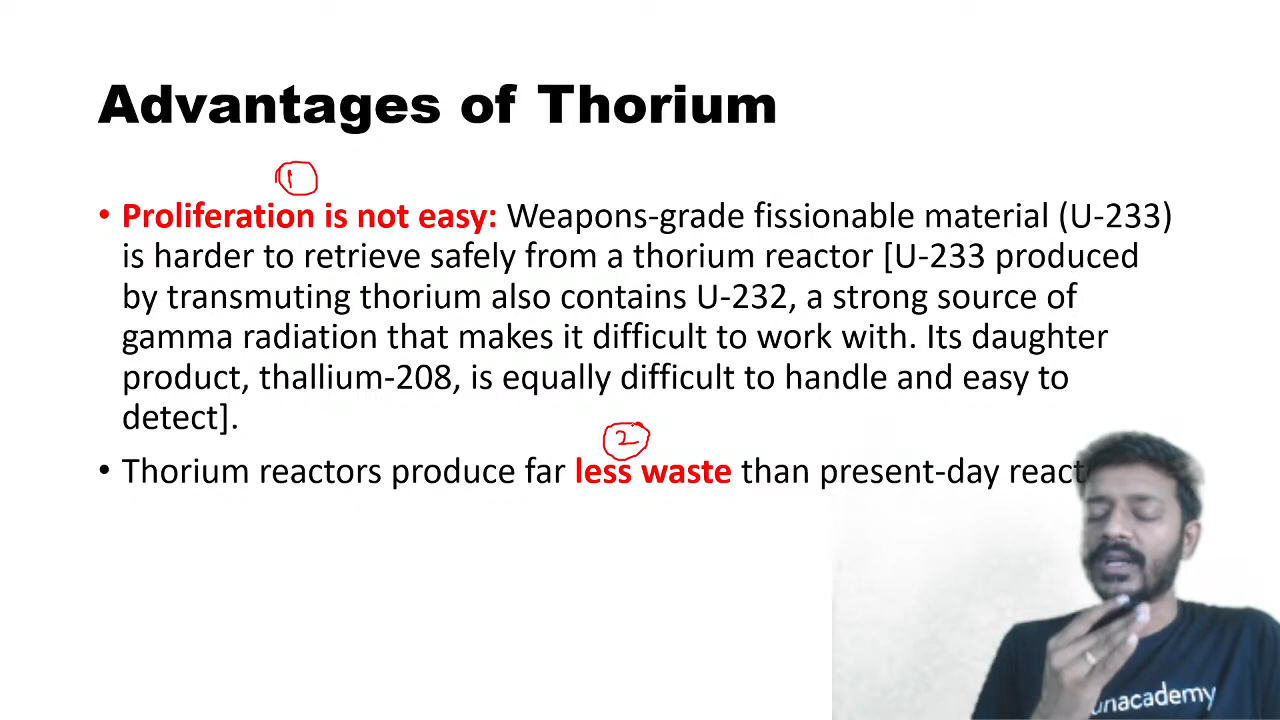 Advantages of Thorium
1
• Proliferation is not easy: Weapons-grade fissionable material (U-233)
is harder to retrieve safely from a thorium reactor [U-233 produced
by transmuting thorium also contains U-232, a strong source of
gamma radiation that makes it difficult to work with. Its daughter
product, thallium-208, is equally difficult to handle and easy to
detect].
2
• Thorium reactors produce far less waste than present-day react
unacademy